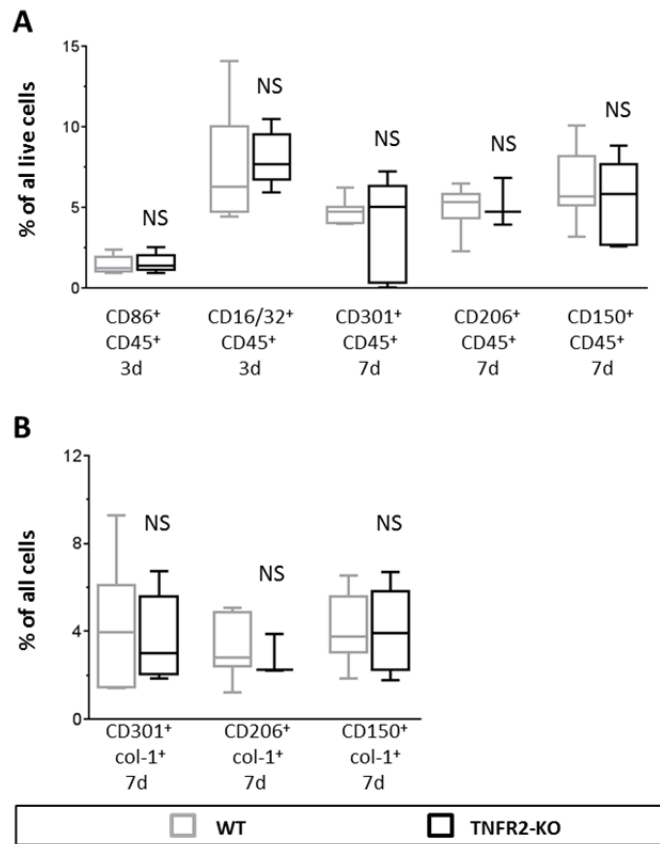 A
% of al live cells
15
10
5
0
NS
NS
NS
NS
NS
CD86+ CD16/32+ CD301+ CD206+ CD150+
CD45+ CD45+ CD45+ CD45+ CD45+
3d 3d 7d 7d 7d
B
% of all cells
12
8
4
0
NS
NS
NS
CD301+ CD206+ CD150+
col-1+ col-1+ col-1+
7d 7d 7d
WT TNFR2-KO